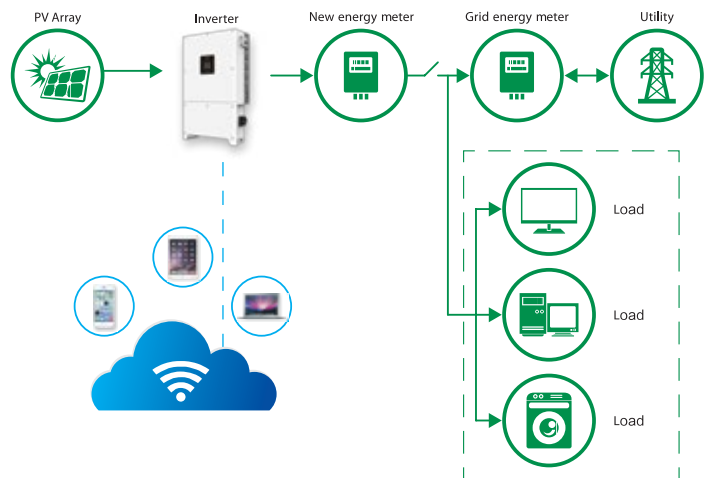 PV Array
Inverter
New energy meter
Grid energy meter
Utility
Load
Load
Load